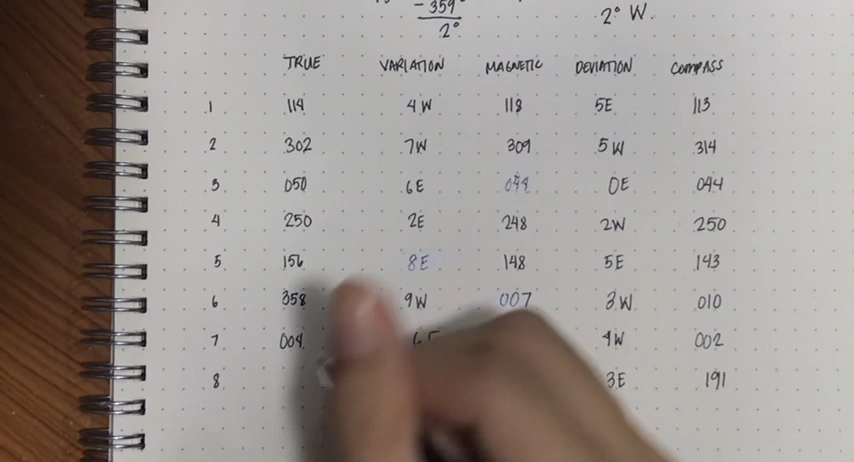 - 359°
2°
2° W.
TRUE VARIATION MAGNETIC DEVIATION COMPASS
1 114 4W 118 5E 113
2 302 7W 309 5W 314
3 050 6E 044 0E 044
4 250 2E 248 2W 250
5 156 8E 148 5E 143
6 358 9W 007 3W 010
7 004 4W 002
8 3E 191